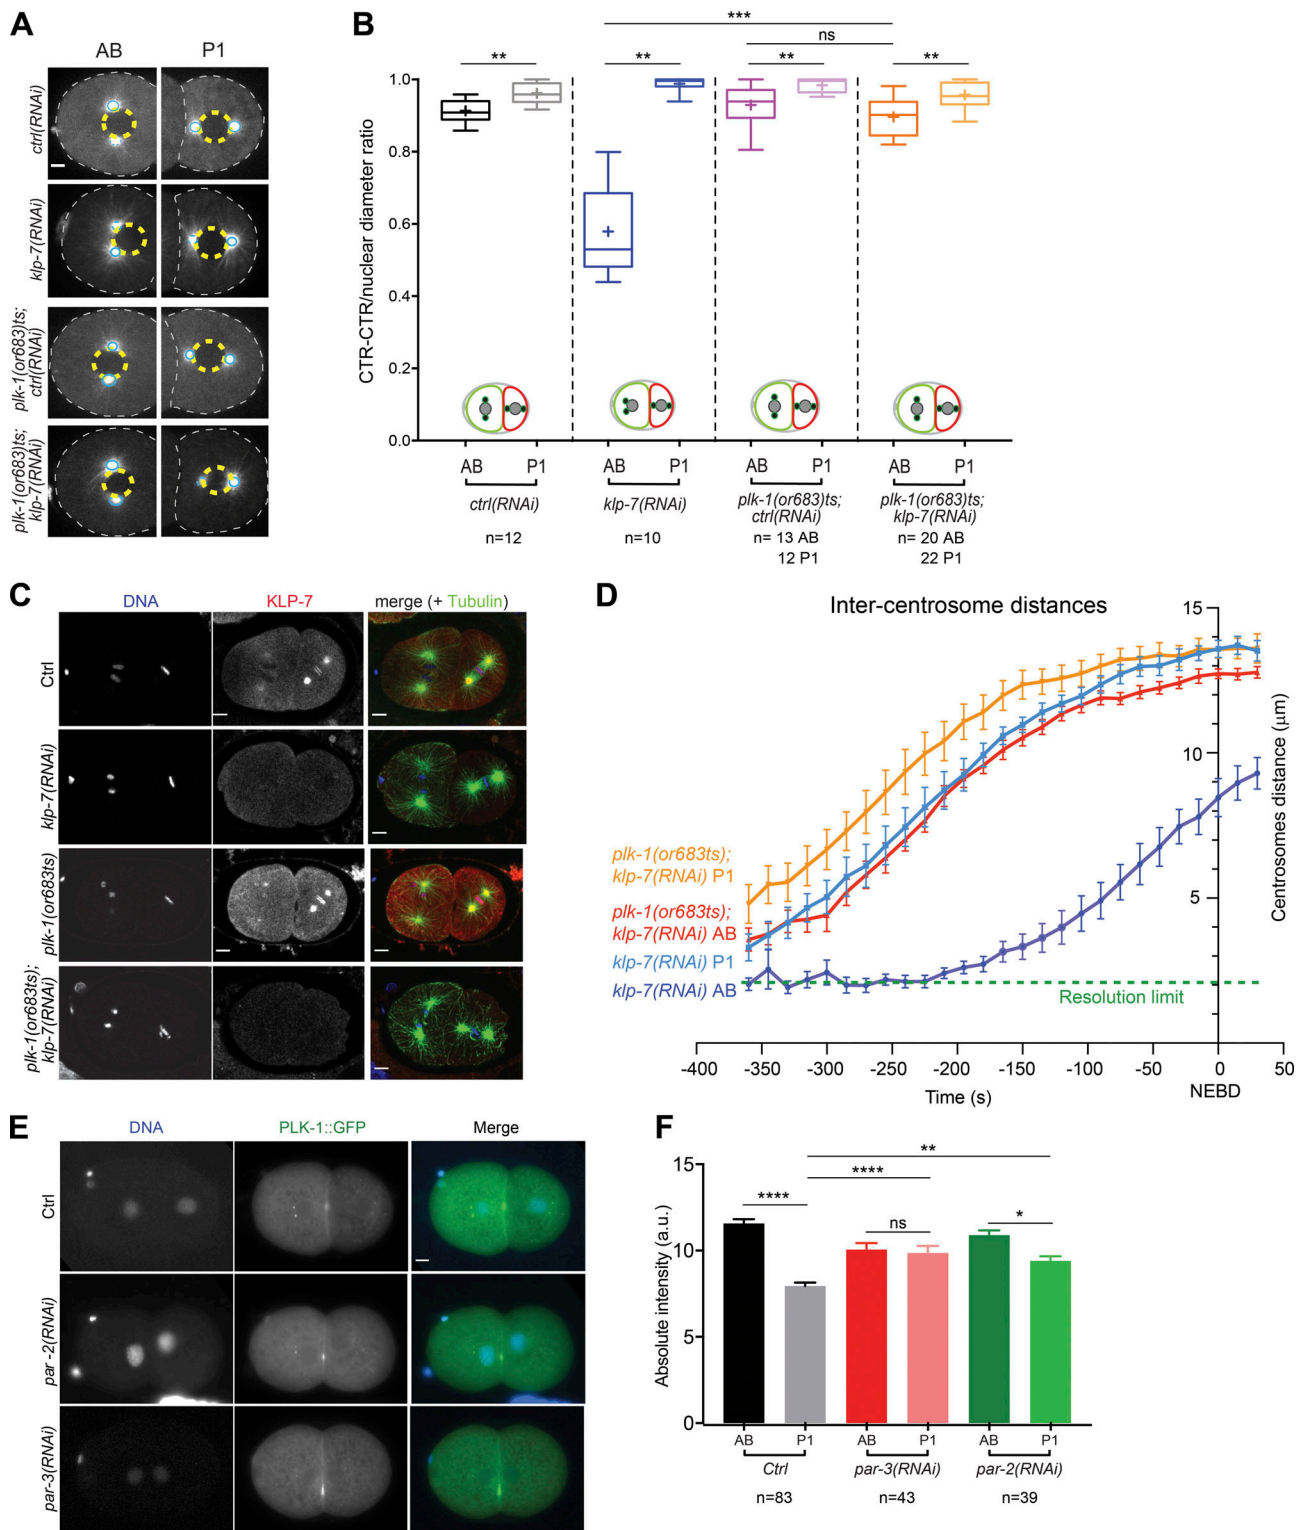 A
AB
P1
ctrl(RNAi)
klp-7(RNAi)
plk-1(or683)ts;
ctrl(RNAi)
plk-1(or683)ts;
klp-7(RNAi)
B
***
ns
**
**
**
**
CTR-CTR/nuclear diameter ratio
1.0
0.8
0.6
0.4
0.2
0.0
AB
P1
AB
P1
AB
P1
AB
P1
ctrl(RNAi)
klp-7(RNAi)
plk-1(or683)ts;
ctrl(RNAi)
plk-1(or683)ts;
klp-7(RNAi)
n=12
n=10
n= 13 AB
12 P1
n= 20 AB
22 P1
C
DNA
KLP-7
merge (+ Tubulin)
Ctrl
klp-7(RNAi)
plk-1(or683ts)
plk-1(or683ts);
klp-7(RNAi)
D
Inter-centrosome distances
15
10
5
Centrosomes distance (µm)
plk-1(or683ts);
klp-7(RNAi) P1
plk-1(or683ts);
klp-7(RNAi) AB
klp-7(RNAi) P1
klp-7(RNAi) AB
Resolution limit
-400
-350
-300
-250
-200
-150
-100
-50
0
50
Time (s)
NEBD
E
DNA
PLK-1::GFP
Merge
Ctrl
par-2(RNAi)
par-3(RNAi)
F
**
****
****
ns
*
Absolute intensity (a.u.)
15
10
5
0
AB
P1
AB
P1
AB
P1
Ctrl
par-3(RNAi)
par-2(RNAi)
n=83
n=43
n=39